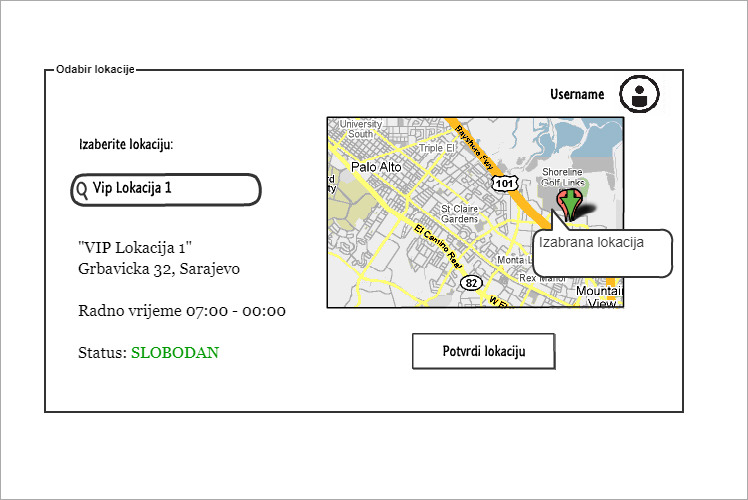 Odabir lokacije
Username
Izaberite lokaciju:
Vip Lokacija 1
"VIP Lokacija 1"
Grbavicka 32, Sarajevo
Radno vrijeme 07:00 - 00:00
Status: SLOBODAN
University
South
Bayshore Fwy
Triple El
Palo Alto
Shoreline
Golf Links
101
St Claire
Gardens
El Camino Real
Izabrana lokacija
Monta L
Rex Manor
82
W El
Mountain
View
Potvrdi lokaciju